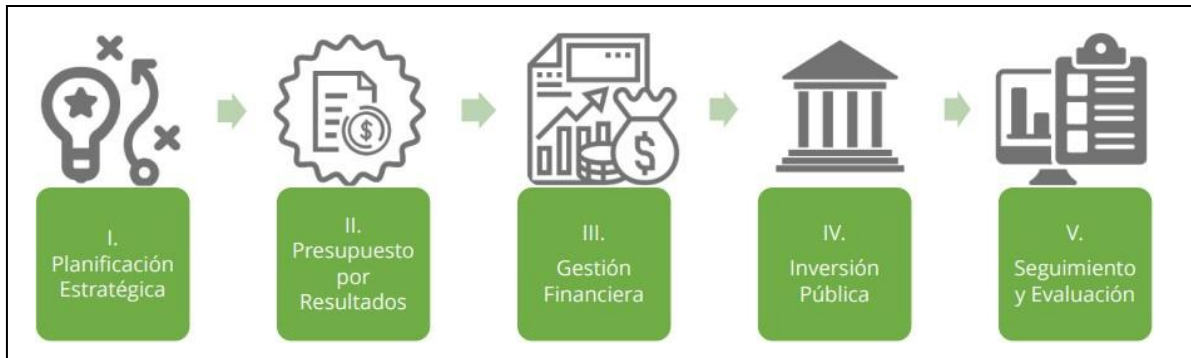 I.
Planificación
Estratégica
II.
Presupuesto
por
Resultados
III.
Gestión
Financiera
IV.
Inversión
Pública
V.
Seguimiento
y Evaluación
$
$